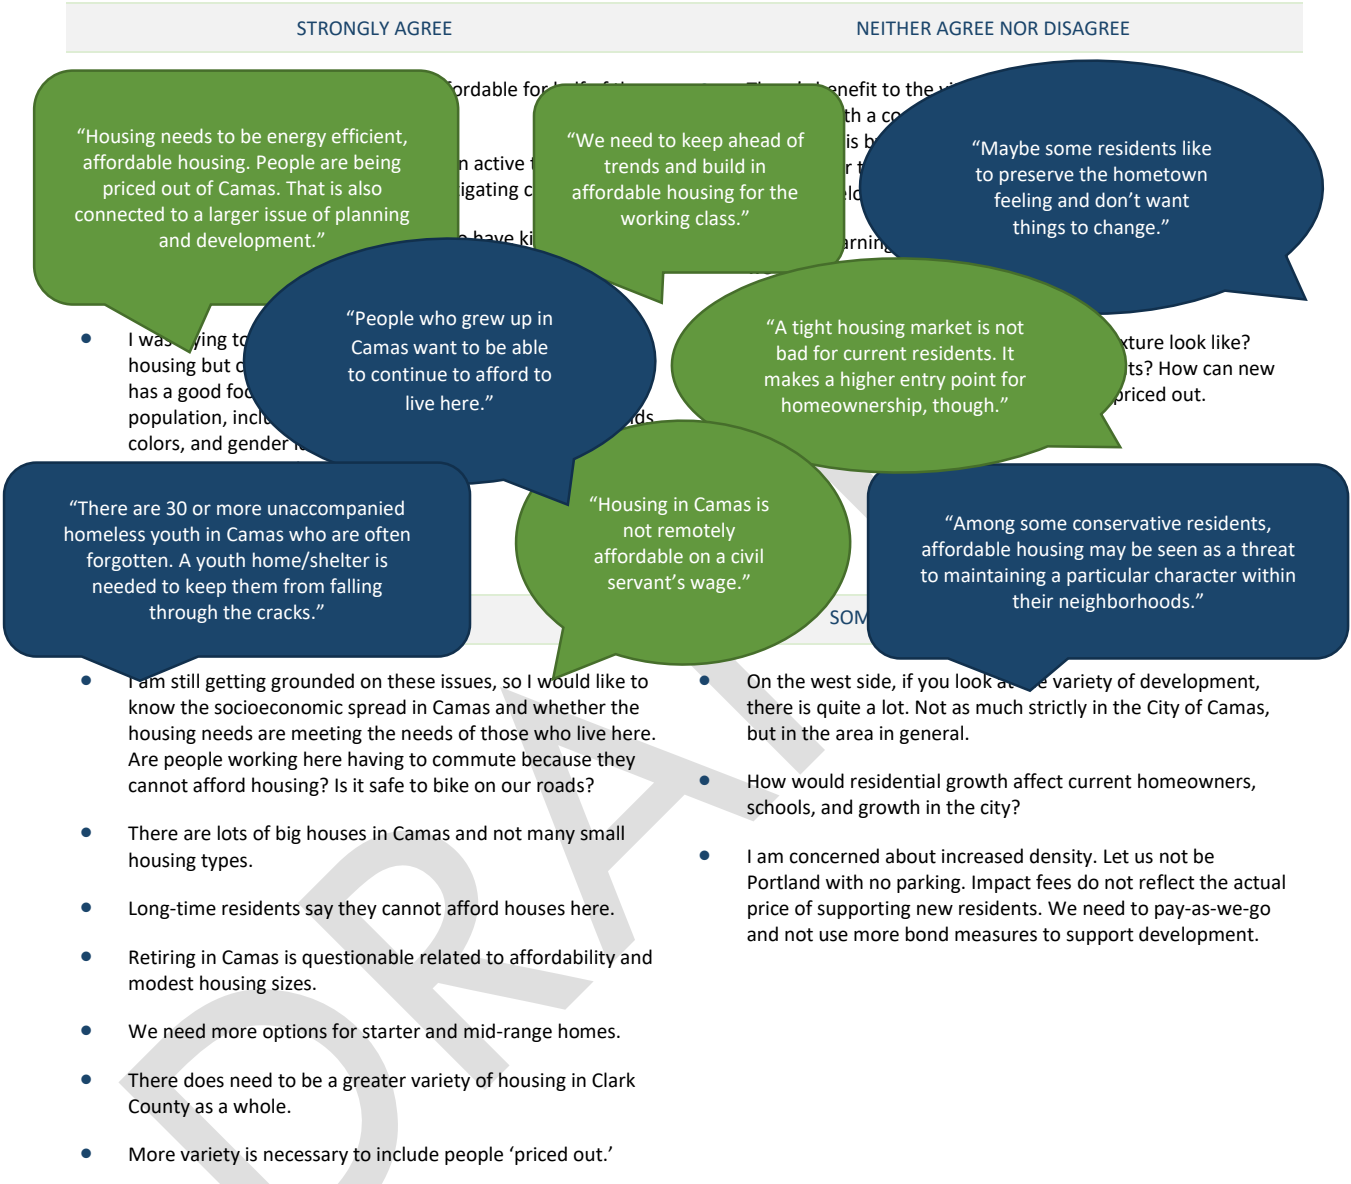 STRONGLY AGREE
NEITHER AGREE NOR DISAGREE
“Housing needs to be energy efficient,
affordable housing. People are being
priced out of Camas. That is also
connected to a larger issue of planning
and development.”
“We need to keep ahead of
trends and build in
affordable housing for the
working class.”
“Maybe some residents like
to preserve the hometown
feeling and don’t want
things to change.”
for
to the
active
have
“People who grew up in
Camas want to be able
to continue to afford to
live here.”
“A tight housing market is not
bad for current residents. It
makes a higher entry point for
homeownership, though.”
I was
housing but
has a good
population,
colors, and gender
look like?
How can new
priced out.
“There are 30 or more unaccompanied
homeless youth in Camas who are often
forgotten. A youth home/shelter is
needed to keep them from falling
through the cracks.”
“Housing in Camas is
not remotely
affordable on a civil
servant’s wage.”
“Among some conservative residents,
affordable housing may be seen as a threat
to maintaining a particular character within
their neighborhoods.”
I am still getting grounded on these issues, so I would like to
know the socioeconomic spread in Camas and whether the
housing needs are meeting the needs of those who live here.
Are people working here having to commute because they
cannot afford housing? Is it safe to bike on our roads?
There are lots of big houses in Camas and not many small
housing types.
Long-time residents say they cannot afford houses here.
Retiring in Camas is questionable related to affordability and
modest housing sizes.
We need more options for starter and mid-range homes.
There does need to be a greater variety of housing in Clark
County as a whole.
More variety is necessary to include people ‘priced out.’
On the west side, if you look at the variety of development,
there is quite a lot. Not as much strictly in the City of Camas,
but in the area in general.
How would residential growth affect current homeowners,
schools, and growth in the city?
I am concerned about increased density. Let us not be
Portland with no parking. Impact fees do not reflect the actual
price of supporting new residents. We need to pay-as-we-go
and not use more bond measures to support development.
DRAFT